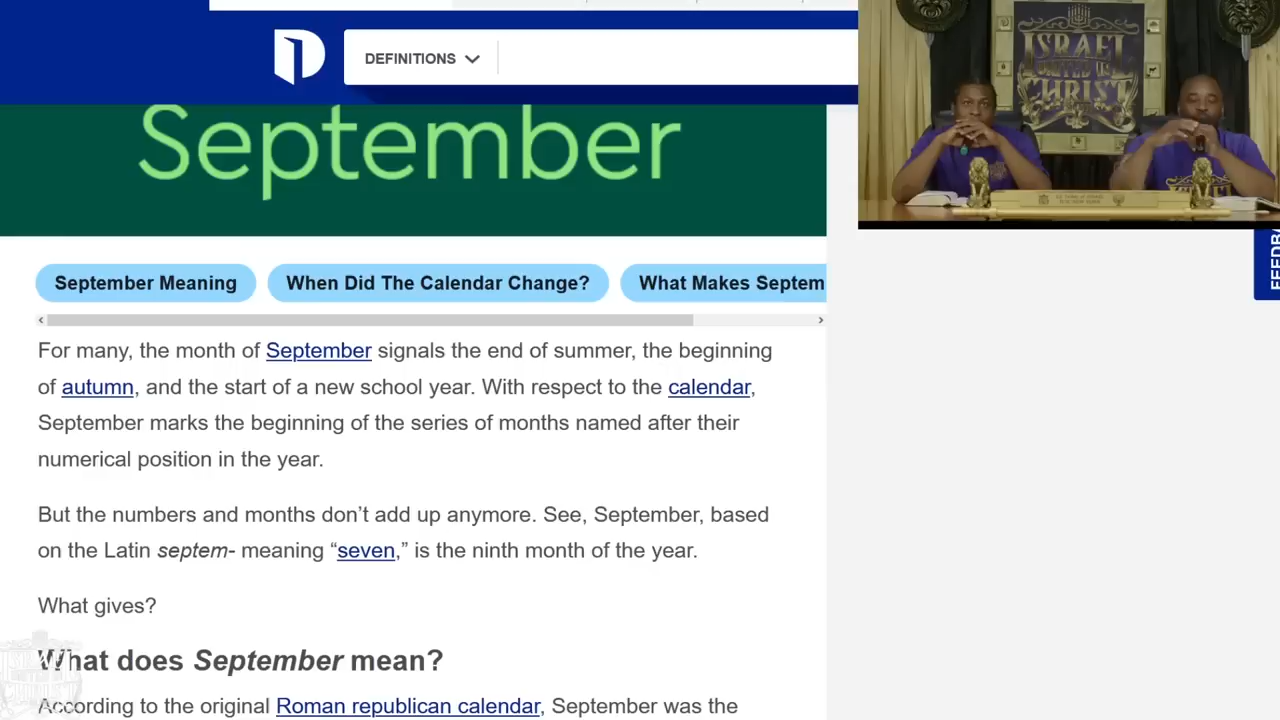 DEFINITIONS
September
September Meaning
When Did The Calendar Change?
What Makes Septem
For many, the month of September signals the end of summer, the beginning
of autumn, and the start of a new school year. With respect to the calendar,
September marks the beginning of the series of months named after their
numerical position in the year.
But the numbers and months don’t add up anymore. See, September, based
on the Latin septem- meaning “seven,” is the ninth month of the year.
What gives?
What does September mean?
According to the original Roman republican calendar, September was the
ISRAEL
UNITED IN
CHRIST
FEEDBA